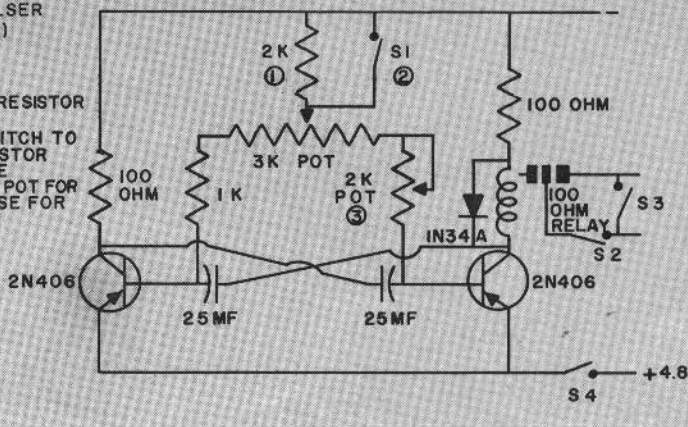 LSER
)
RESISTOR
ITCH TO
STOR
E
POT FOR
SE FOR
2K
①
S1
②
100 OHM
3K POT
100
OHM
1K
2K
POT
③
1N34A
100
OHM
RELAY
S3
S2
2N406
25MF
25MF
2N406
S4
+4.8